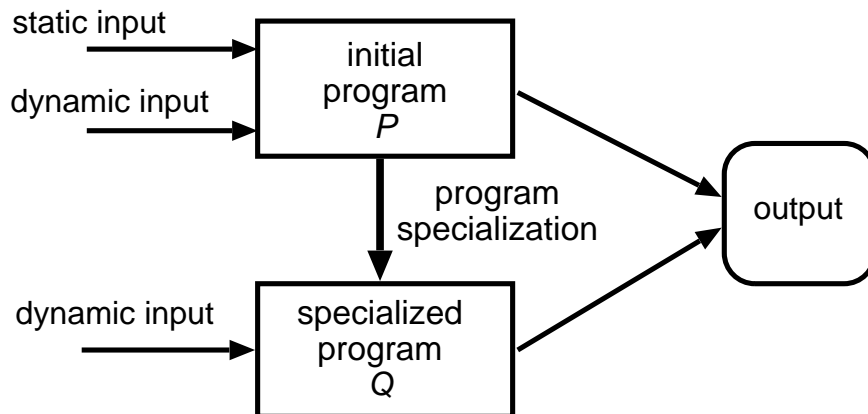 static input
initial
program
P
dynamic input
program
specialization
output
dynamic input
specialized
program
Q